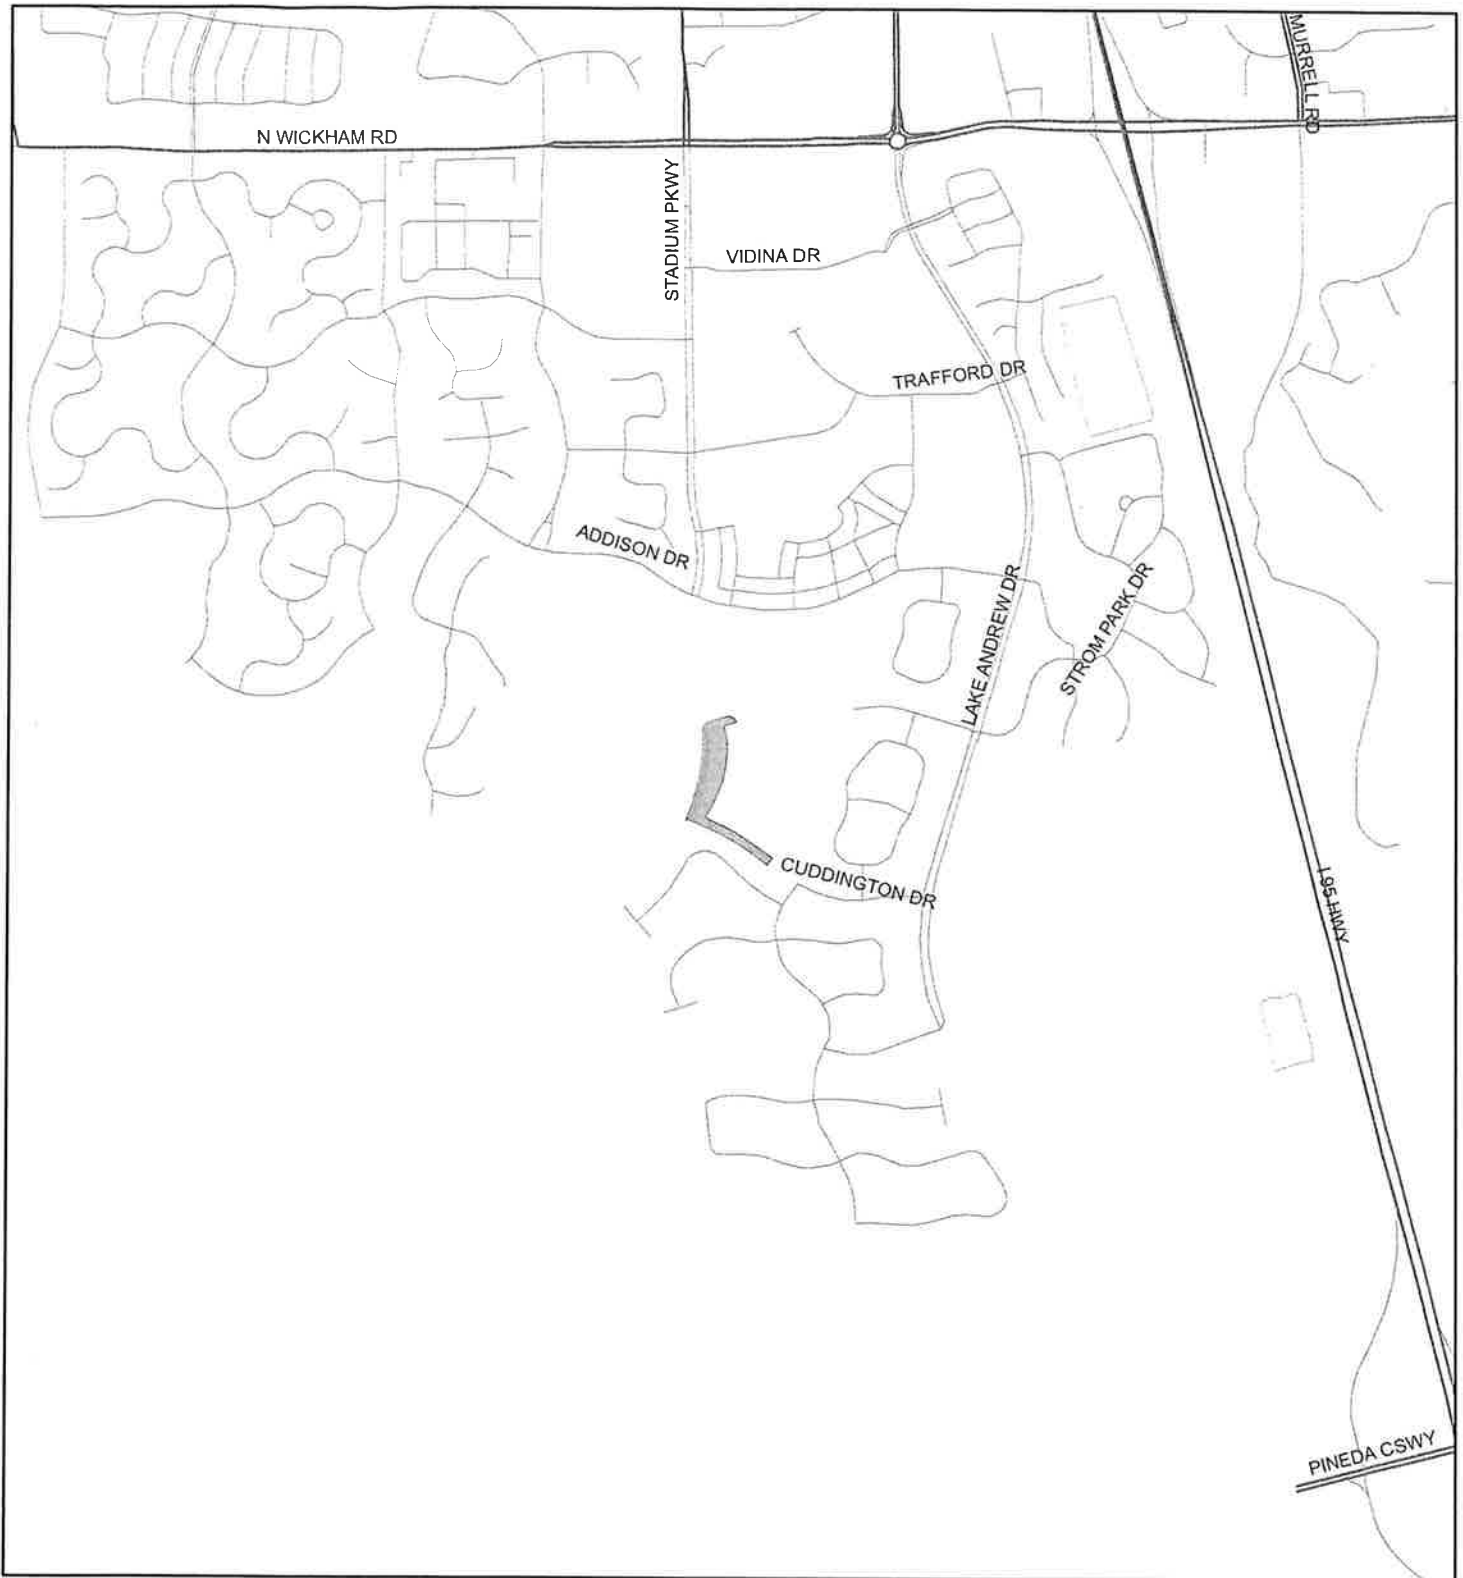 MURRELL RD
N WICKHAM RD
STADIUM PKWY
VIDINA DR
TRAFFORD DR
ADDISON DR
LAKE ANDREW DR
STROM PARK DR
CUDDINGTON DR
I 95 HWY
PINEDA CSWY